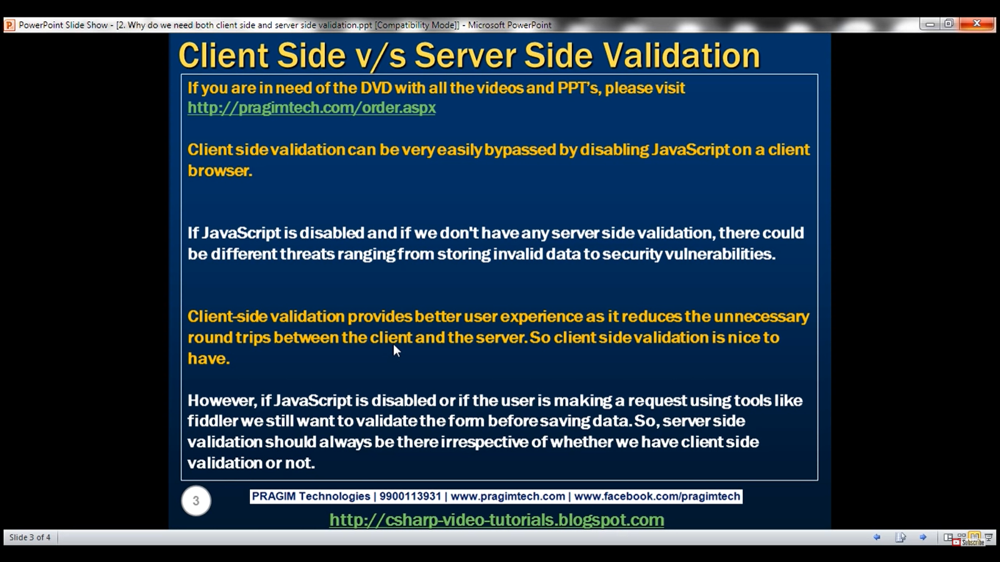 PowerPoint Slide Show - [2. Why do we need both client side and server side validation.ppt [Compatibility Mode]] - Microsoft PowerPoint
Client Side v/s Server Side Validation
If you are in need of the DVD with all the videos and PPT's, please visit
http://pragimtech.com/order.aspx
Client side validation can be very easily bypassed by disabling JavaScript on a client
browser.
If JavaScript is disabled and if we don't have any server side validation, there could
be different threats ranging from storing invalid data to security vulnerabilities.
Client-side validation provides better user experience as it reduces the unnecessary
round trips between the client and the server. So client side validation is nice to
have.
However, if JavaScript is disabled or if the user is making a request using tools like
fiddler we still want to validate the form before saving data. So, server side
validation should always be there irrespective of whether we have client side
validation or not.
3
PRAGIM Technologies | 9900113931 | www.pragimtech.com | www.facebook.com/pragimtech
http://csharp-video-tutorials.blogspot.com
Slide 3 of 4
Subscribe